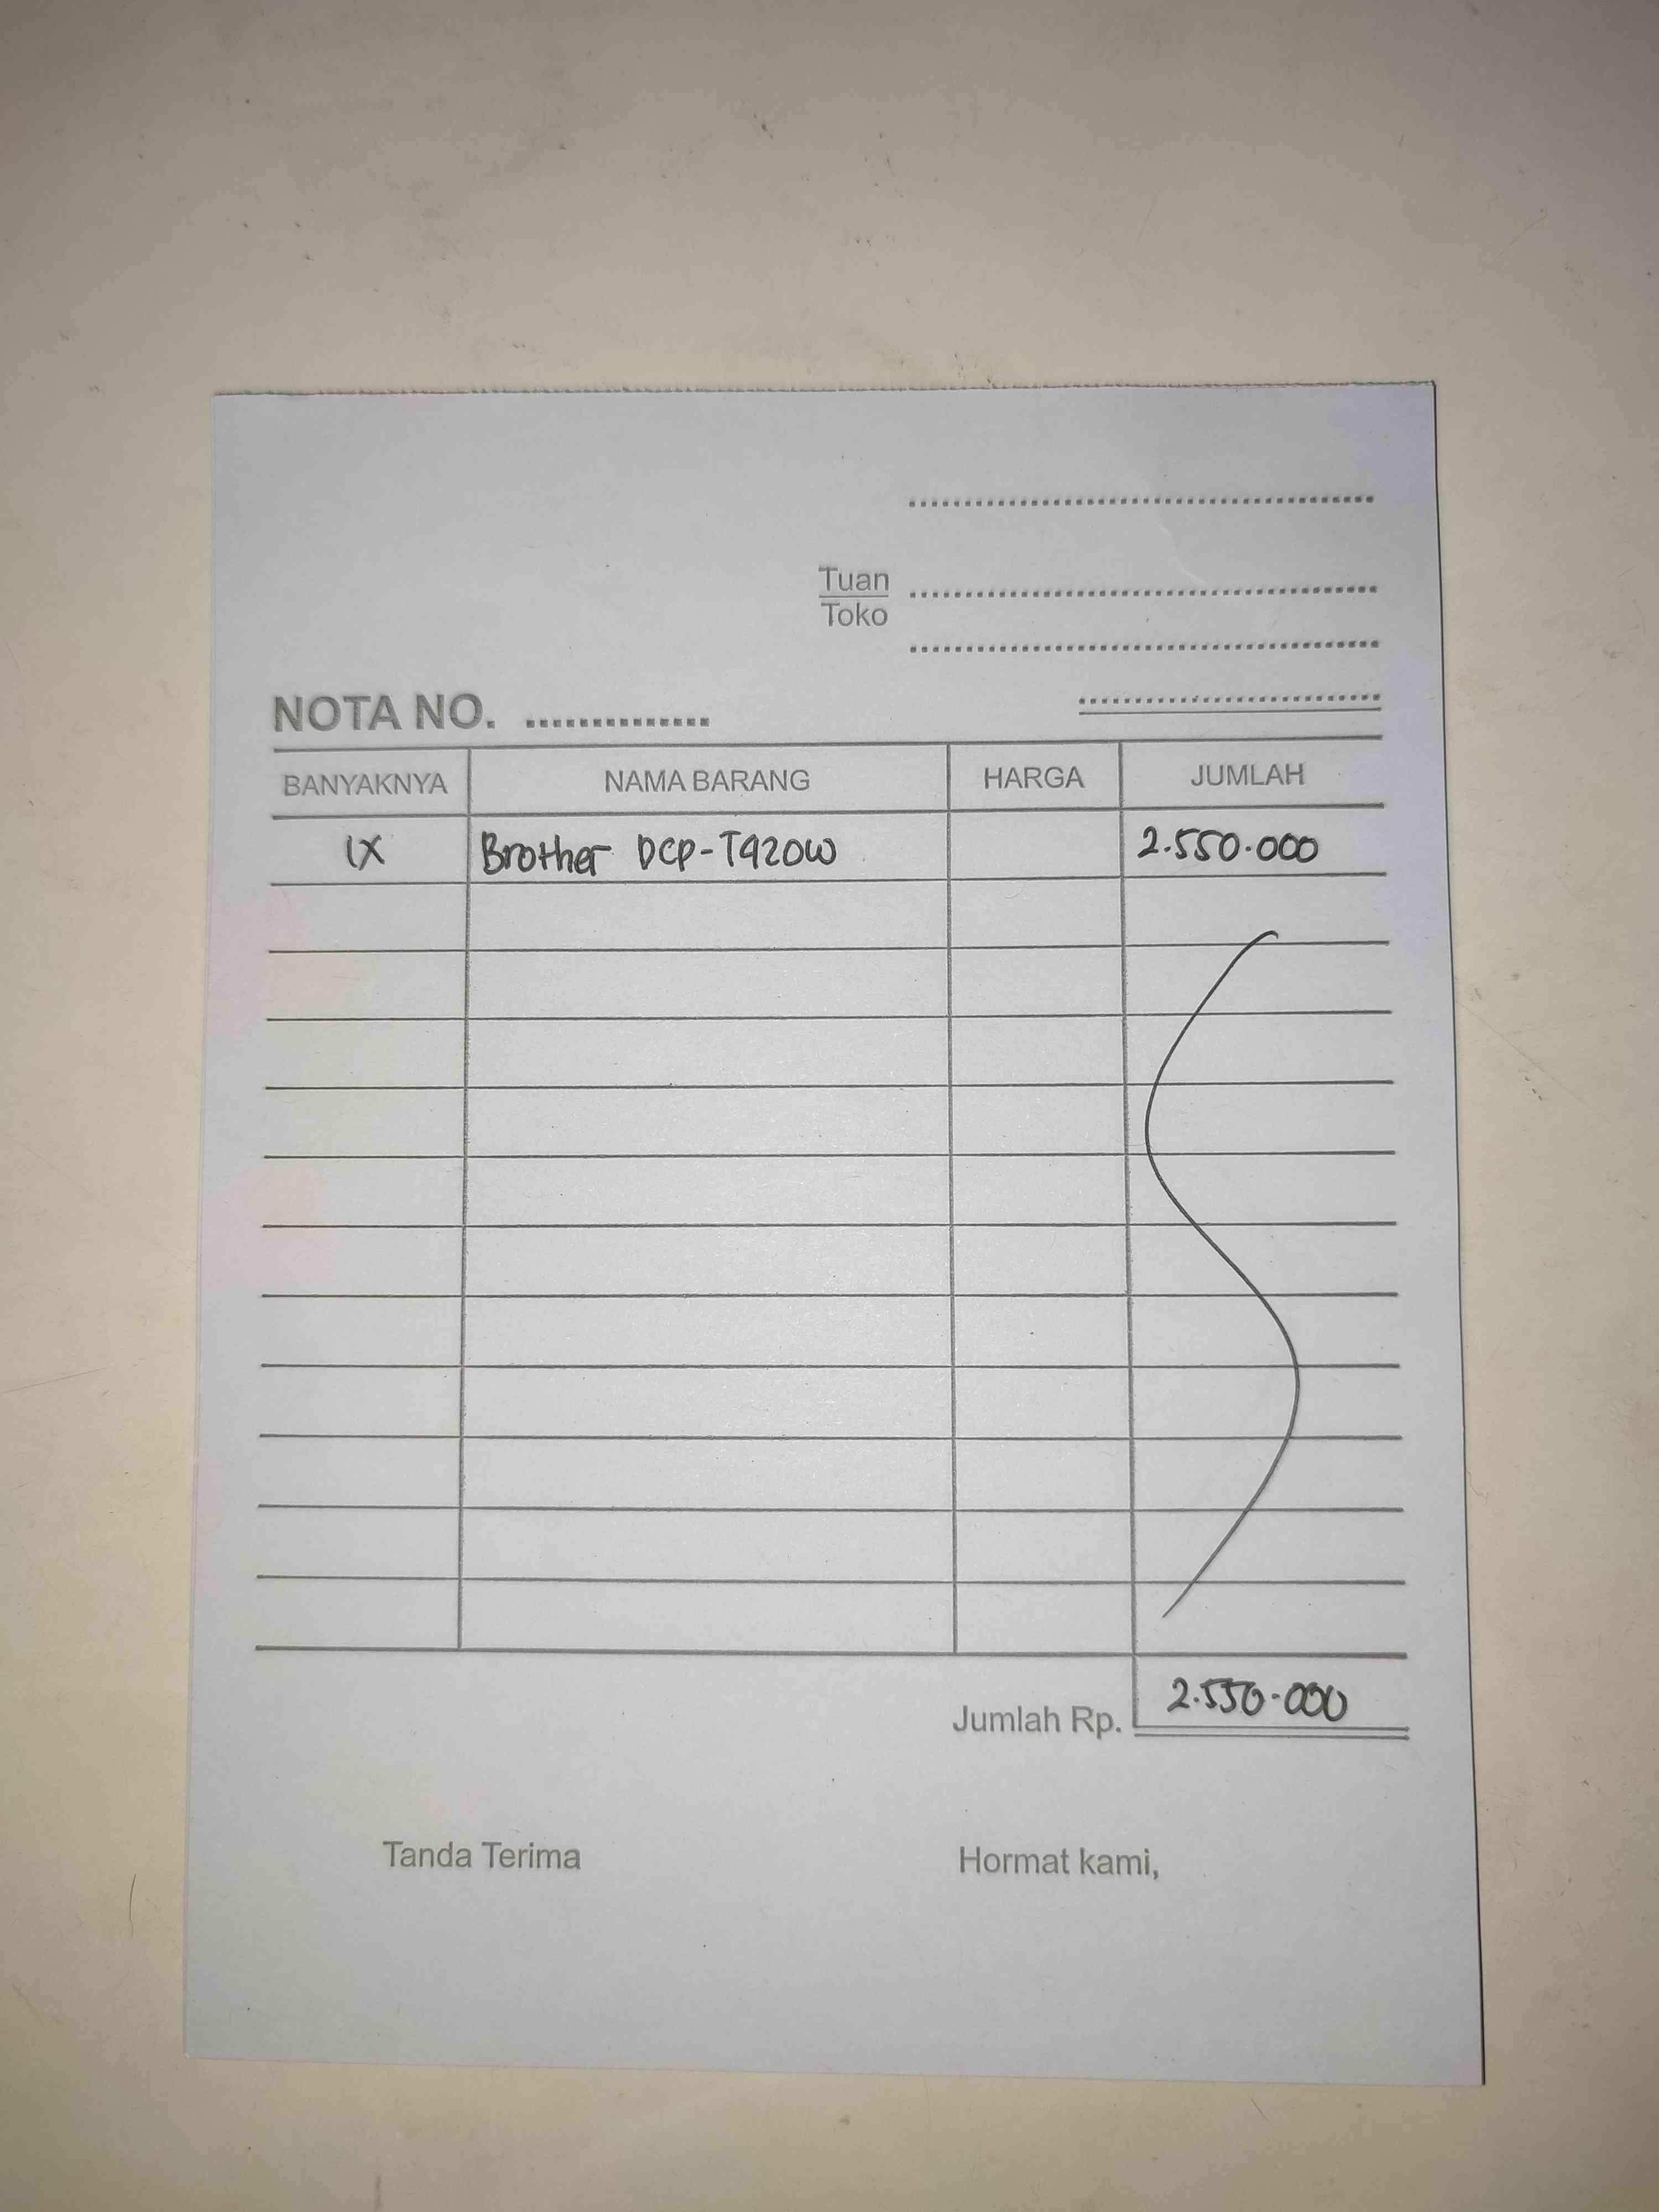 Tuan
Toko
NOTA NO. ..............
BANYAKNYA NAMA BARANG HARGA JUMLAH
1X Brother DCP-T420W 2.550.000
Jumlah Rp. 2.550.000
Tanda Terima Hormat kami,